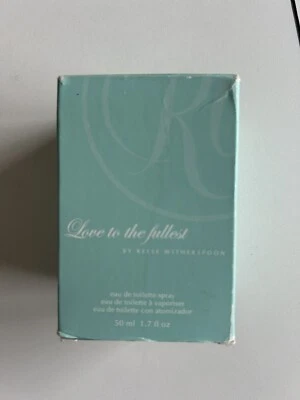 R
Love to the fullest
BY REESE WITHERSPOON
eau de toilette spray
eau de toilette à vaporiser
eau de toilette con atomizador
50 ml 1.7 fl oz